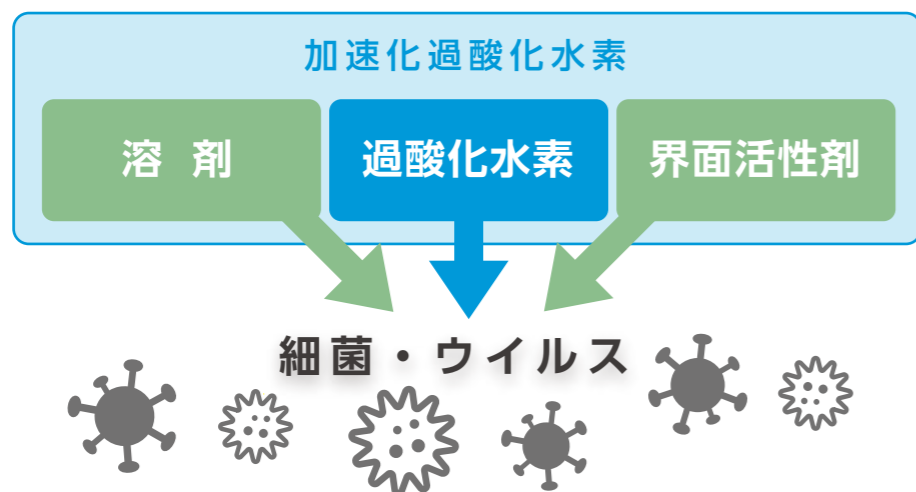 加速化過酸化水素
溶 剤
過酸化水素
界面活性剤
細菌・ウイルス